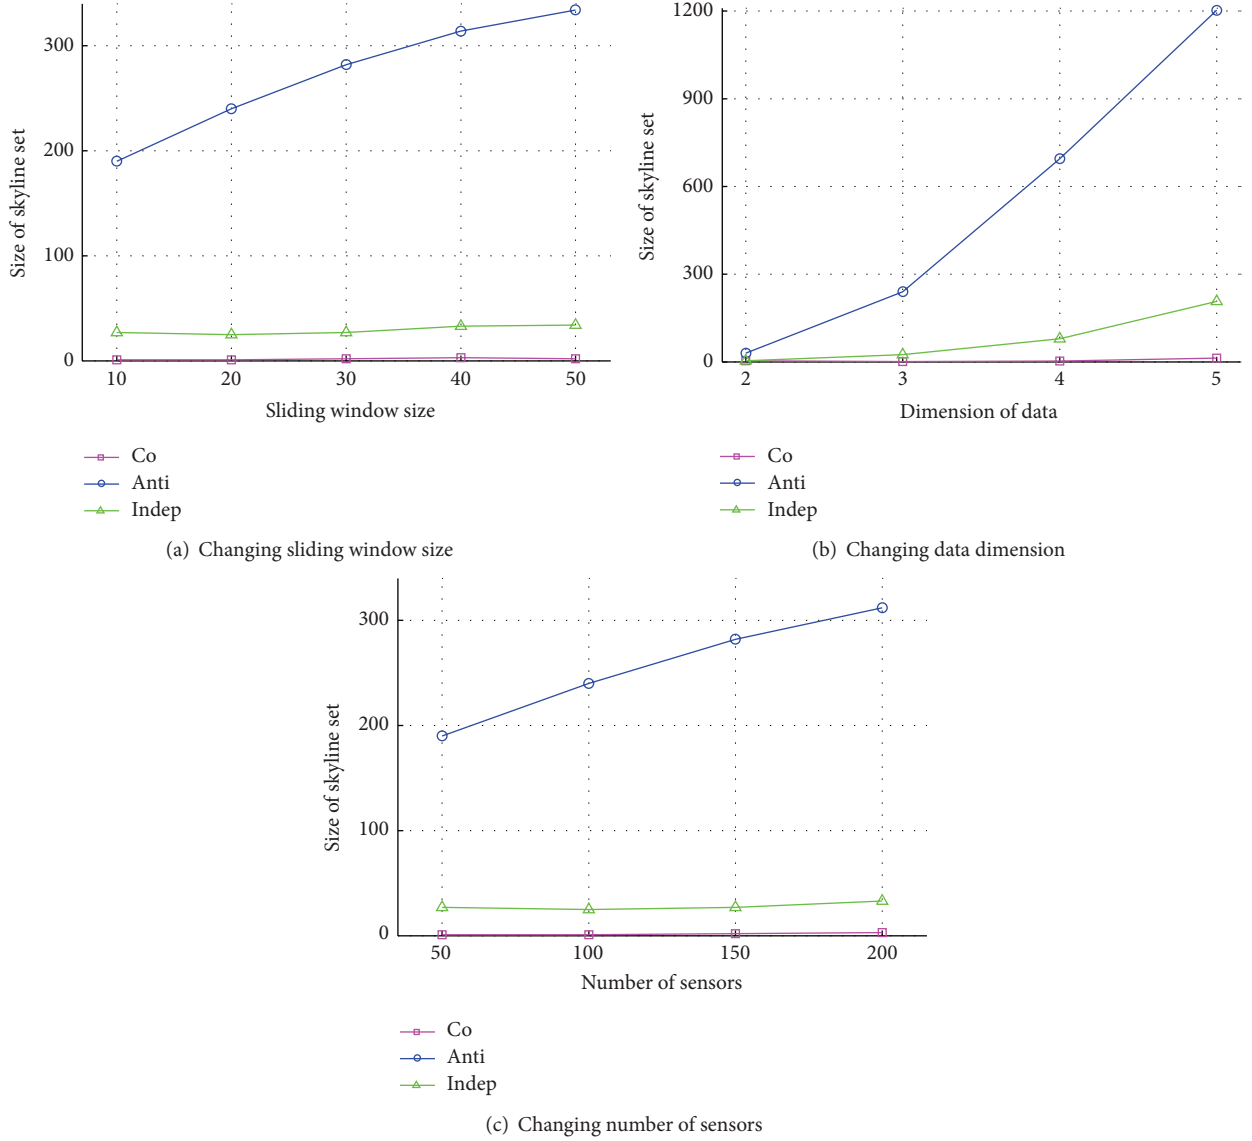 Size of skyline set
300
200
100
0
10 20 30 40 50
Sliding window size
Co
Anti
Indep
(a) Changing sliding window size
Size of skyline set
1200
900
600
300
0
2 3 4 5
Dimension of data
Co
Anti
Indep
(b) Changing data dimension
Size of skyline set
300
200
100
0
50 100 150 200
Number of sensors
Co
Anti
Indep
(c) Changing number of sensors